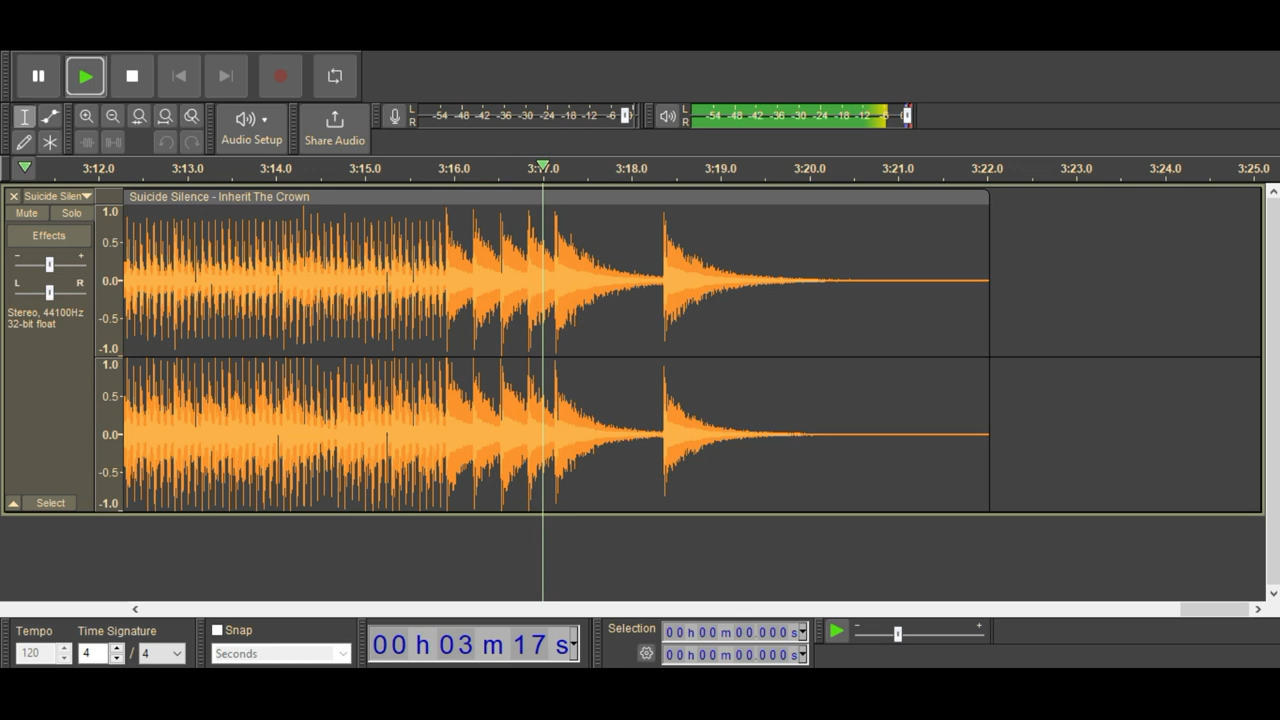 Audio Setup
Share Audio
L
R
-54 -48 -42 -36 -30 -24 -18 -12 -6
L
R
-54 -48 -42 -36 -30 -24 -18 -12 -6
3:12.0 3:13.0 3:14.0 3:15.0 3:16.0 3:17.0 3:18.0 3:19.0 3:20.0 3:21.0 3:22.0 3:23.0 3:24.0 3:25.0
Suicide Silen
Suicide Silence - Inherit The Crown
Mute Solo
Effects
- +
L R
Stereo, 44100Hz
32-bit float
Select
1.0
0.5
0.0
-0.5
-1.0
1.0
0.5
0.0
-0.5
-1.0
Tempo
120
Time Signature
4 / 4
Snap
Seconds
00 h 03 m 17 s
Selection
00 h 00 m 00.000 s
00 h 00 m 00.000 s
- +